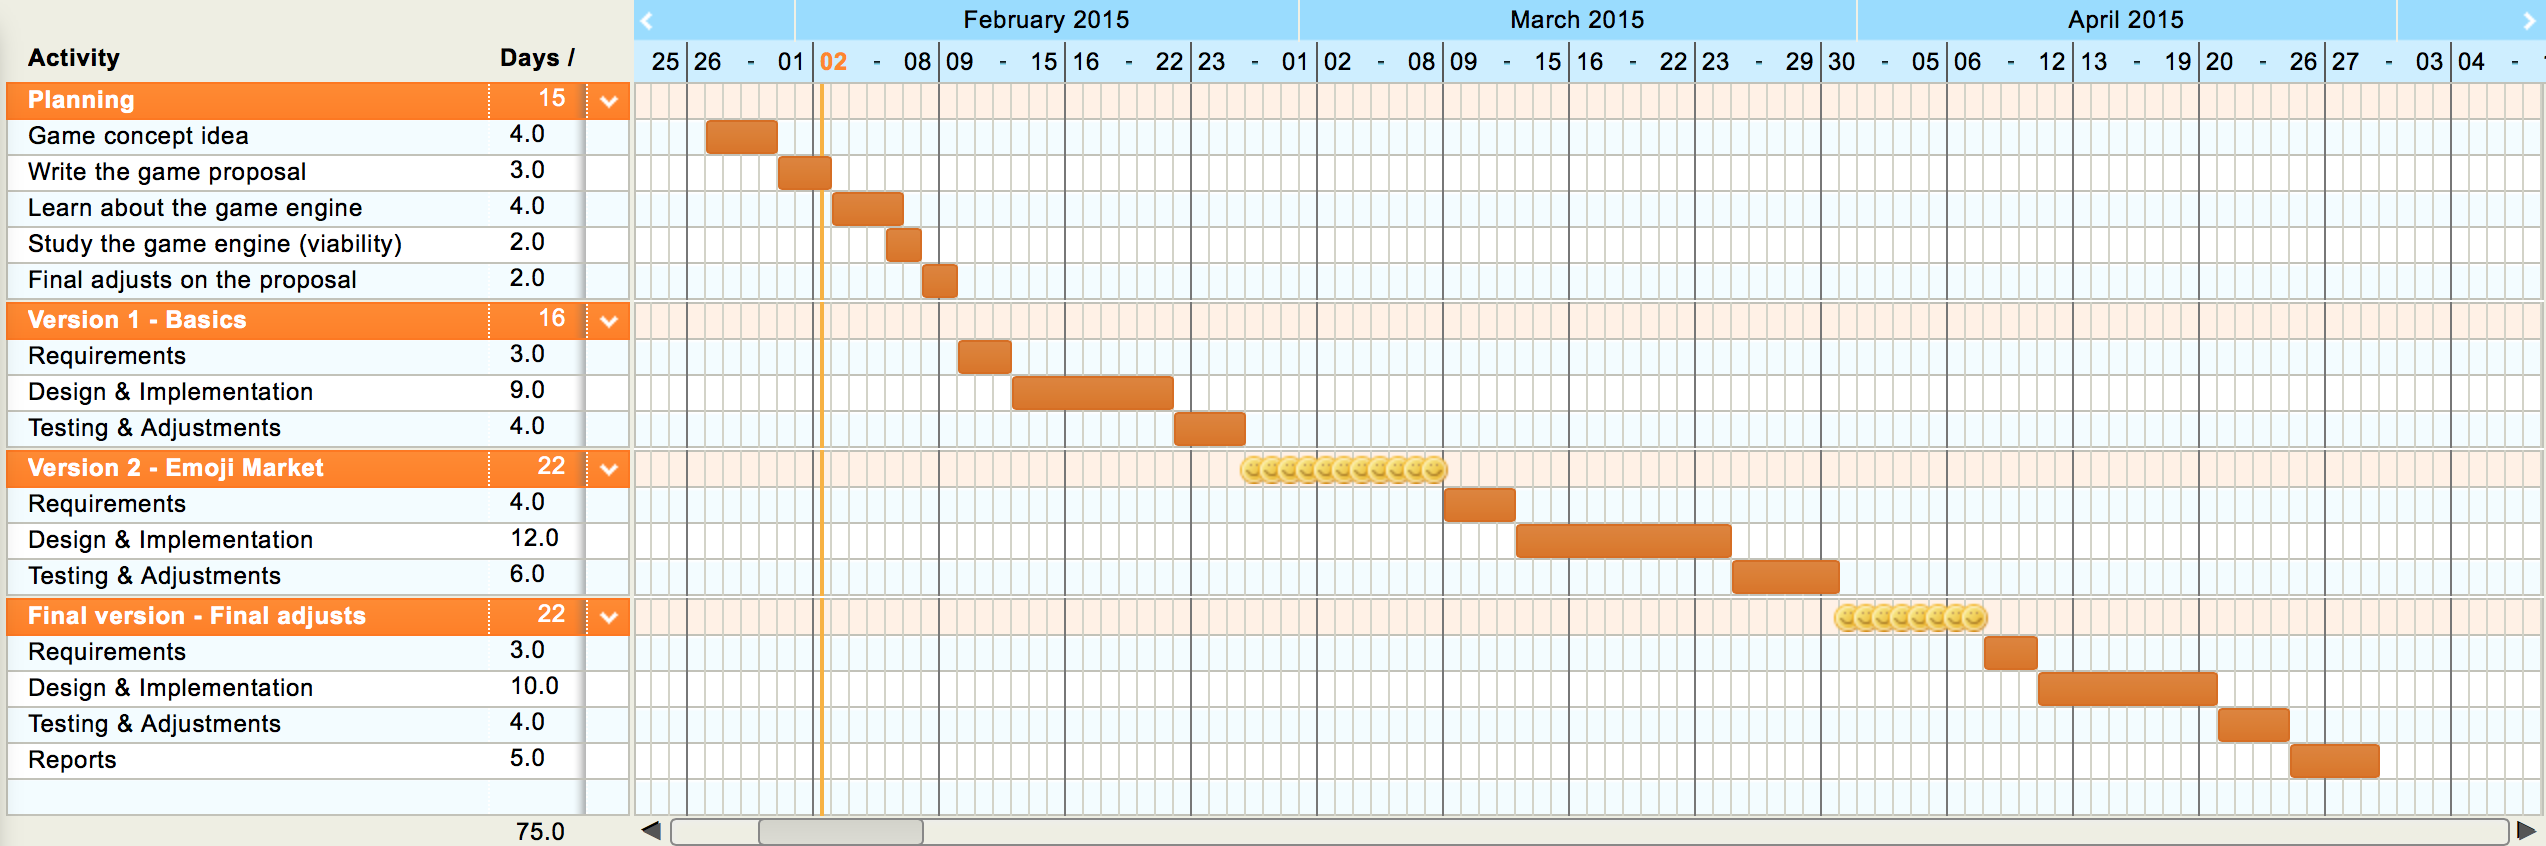 February 2015 March 2015 April 2015
Activity Days / 25 26 - 01 02 - 08 09 - 15 16 - 22 23 - 01 02 - 08 09 - 15 16 - 22 23 - 29 30 - 05 06 - 12 13 - 19 20 - 26 27 - 03 04 -
Planning 15
Game concept idea 4.0
Write the game proposal 3.0
Learn about the game engine 4.0
Study the game engine (viability) 2.0
Final adjusts on the proposal 2.0
Version 1 - Basics 16
Requirements 3.0
Design & Implementation 9.0
Testing & Adjustments 4.0
Version 2 - Emoji Market 22
Requirements 4.0
Design & Implementation 12.0
Testing & Adjustments 6.0
Final version - Final adjusts 22
Requirements 3.0
Design & Implementation 10.0
Testing & Adjustments 4.0
Reports 5.0
75.0